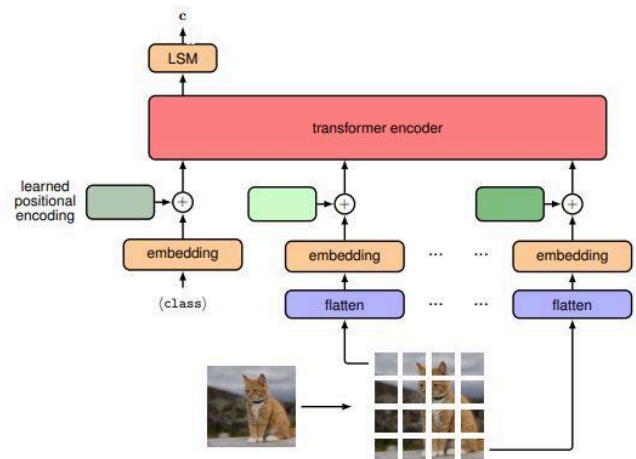 c
LSM
transformer encoder
learned
positional
encoding
+
+
+
embedding
embedding
... ...
embedding
⟨class⟩
flatten
... ...
flatten